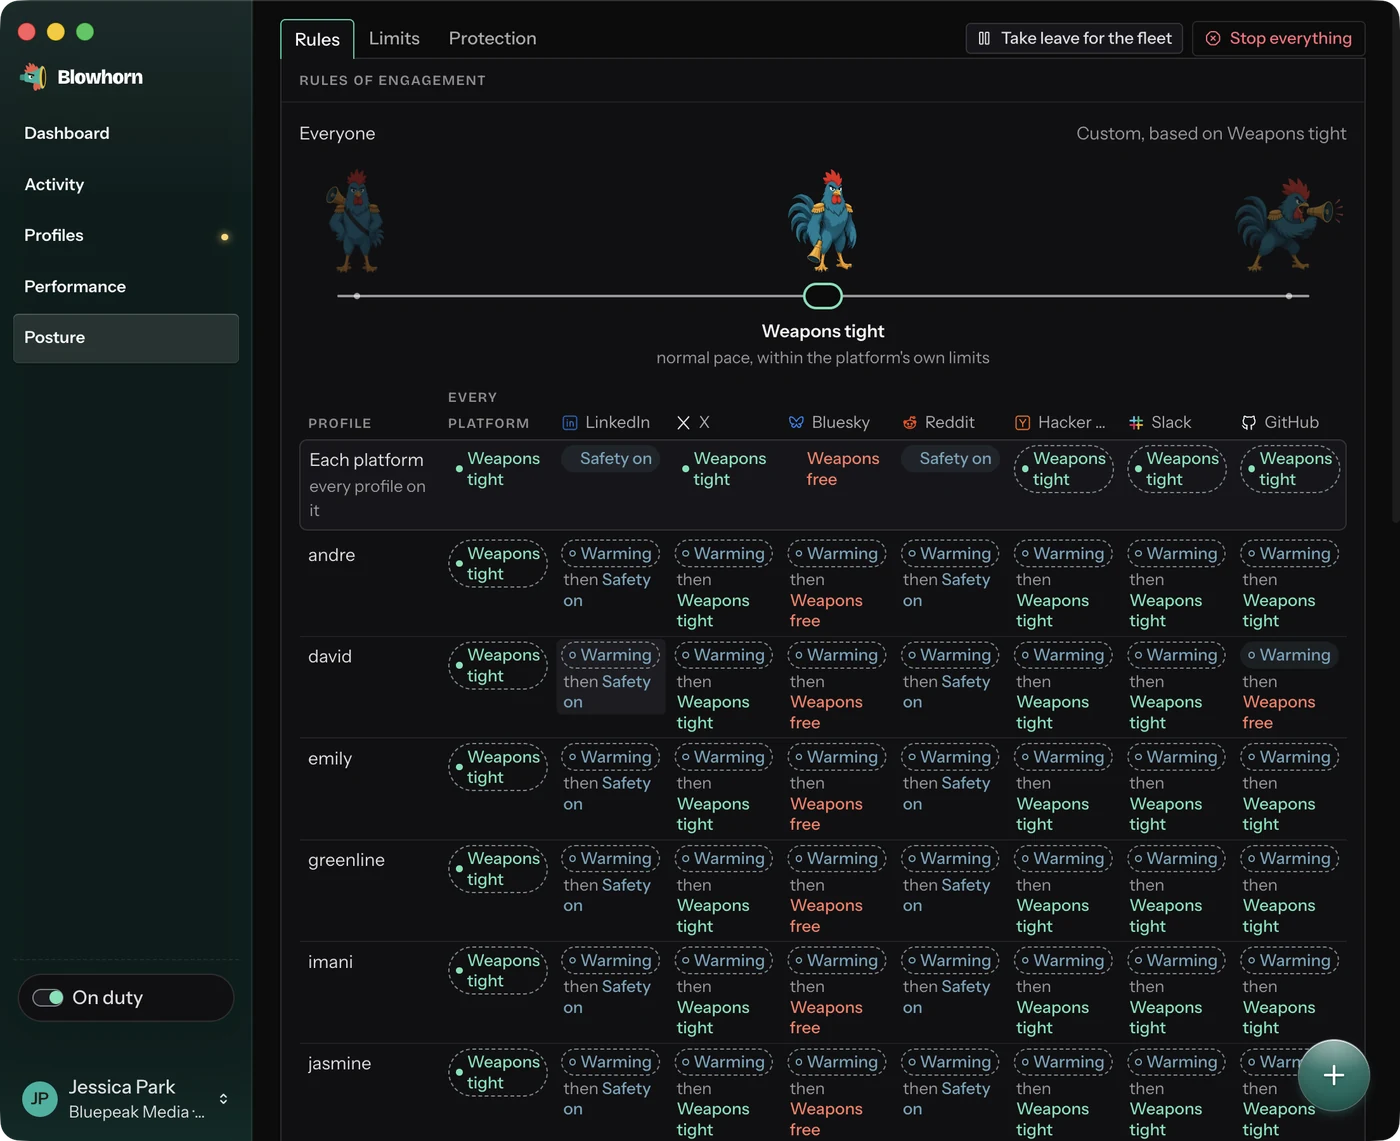 Blowhorn
Dashboard
Activity
Profiles
Performance
Posture
On duty
JP
Jessica Park
Bluepeak Media ·...
Rules Limits Protection
Take leave for the fleet
Stop everything
RULES OF ENGAGEMENT
Everyone
Custom, based on Weapons tight
Weapons tight
normal pace, within the platform's own limits
PROFILE EVERY PLATFORM LinkedIn X Bluesky Reddit Hacker ... Slack GitHub
Each platform every profile on it Weapons tight Safety on Weapons tight Weapons free Safety on Weapons tight Weapons tight Weapons tight
andre Weapons tight Warming then Safety on Warming then Weapons tight Warming then Weapons free Warming then Safety on Warming then Weapons tight Warming then Weapons tight Warming then Weapons tight
david Weapons tight Warming then Safety on Warming then Weapons tight Warming then Weapons free Warming then Safety on Warming then Weapons tight Warming then Weapons tight Warming then Weapons free
emily Weapons tight Warming then Safety on Warming then Weapons tight Warming then Weapons free Warming then Safety on Warming then Weapons tight Warming then Weapons tight Warming then Weapons tight
greenline Weapons tight Warming then Safety on Warming then Weapons tight Warming then Weapons free Warming then Safety on Warming then Weapons tight Warming then Weapons tight Warming then Weapons tight
imani Weapons tight Warming then Safety on Warming then Weapons tight Warming then Weapons free Warming then Safety on Warming then Weapons tight Warming then Weapons tight Warming then Weapons tight
jasmine Weapons tight Warming then Safety on Warming then Weapons tight Warming then Weapons free Warming then Safety on Warming then Weapons tight Warming then Weapons tight then Weapons tight